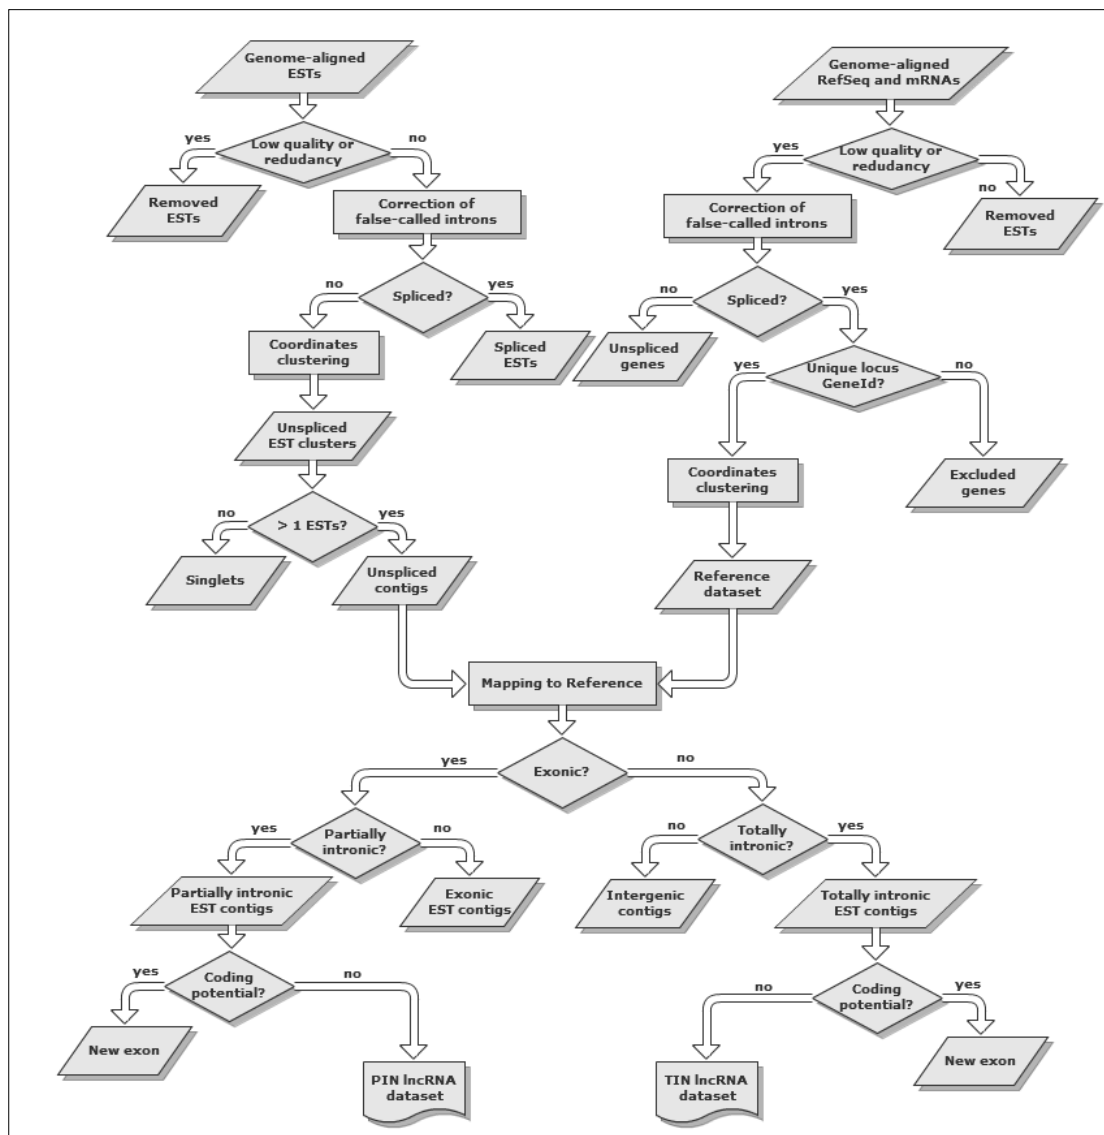 Genome-aligned
ESTs
Genome-aligned
RefSeq and mRNAs
yes
Low quality or
redudancy
no
yes
Low quality or
redudancy
no
Removed
ESTs
Correction of
false-called introns
Correction of
false-called introns
Removed
ESTs
no
Spliced?
yes
no
Spliced?
yes
Coordinates
clustering
Spliced
ESTs
Unspliced
genes
yes
Unique locus
GeneId?
no
Unspliced
EST clusters
Coordinates
clustering
Excluded
genes
no
> 1 ESTs?
yes
Singlets
Unspliced
contigs
Reference
dataset
Mapping to Reference
yes
Exonic?
no
yes
Partially
intronic?
no
no
Totally
intronic?
yes
Partially intronic
EST contigs
Exonic
EST contigs
Intergenic
contigs
Totally intronic
EST contigs
yes
Coding
potential?
no
no
Coding
potential?
yes
New exon
PIN lncRNA
dataset
TIN lncRNA
dataset
New exon